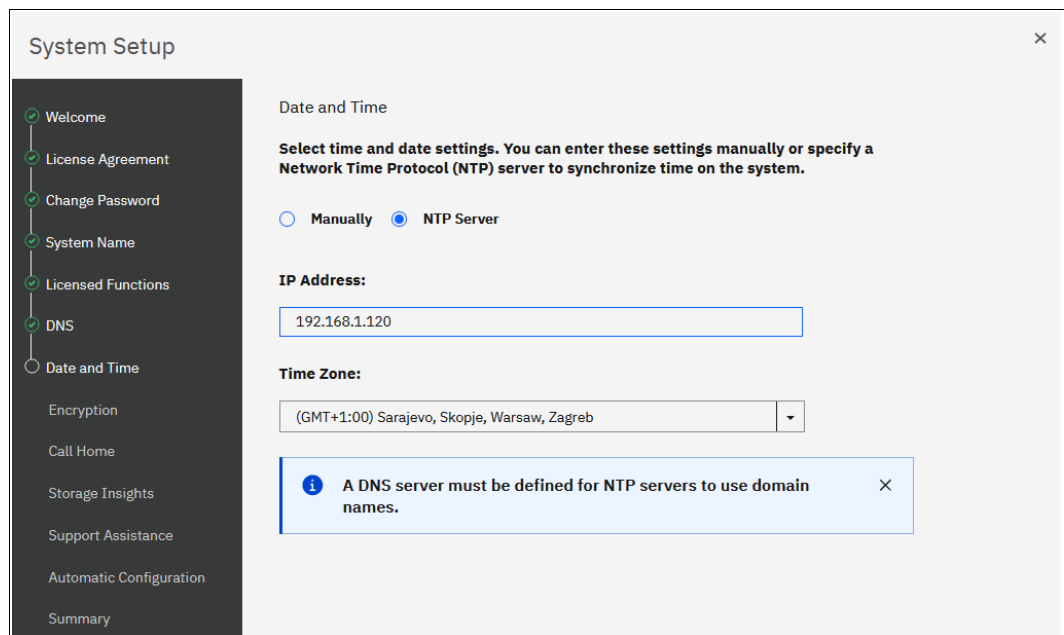 System Setup
Welcome
License Agreement
Change Password
System Name
Licensed Functions
DNS
Date and Time
Encryption
Call Home
Storage Insights
Support Assistance
Automatic Configuration
Summary
Date and Time
Select time and date settings. You can enter these settings manually or specify a
Network Time Protocol (NTP) server to synchronize time on the system.
Manually NTP Server
IP Address:
192.168.1.120
Time Zone:
(GMT+1:00) Sarajevo, Skopje, Warsaw, Zagreb
A DNS server must be defined for NTP servers to use domain
names.